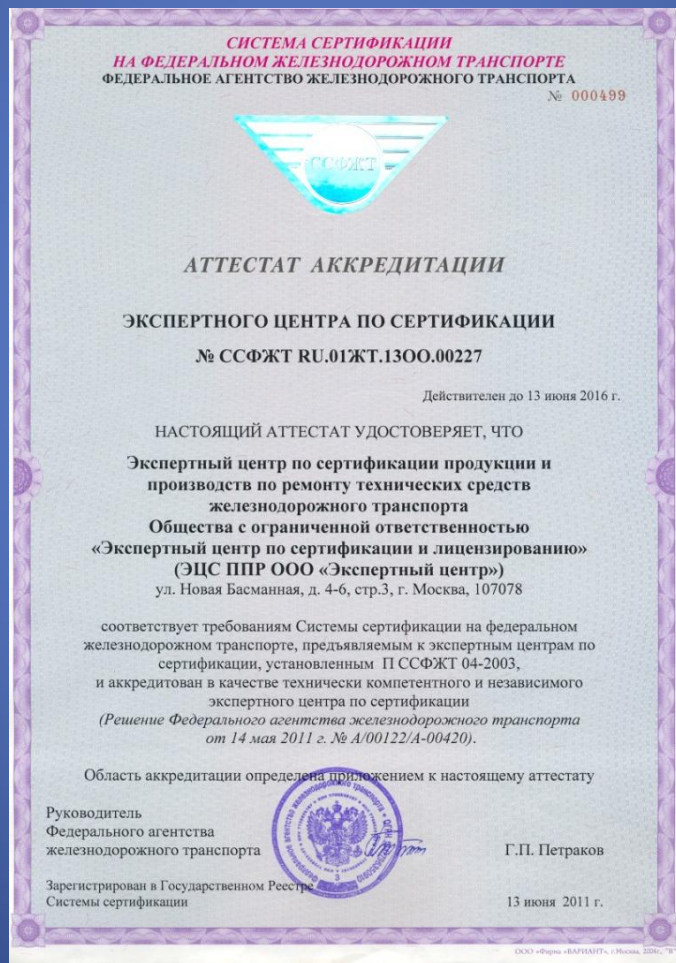 СИСТЕМА СЕРТИФИКАЦИИ
НА ФЕДЕРАЛЬНОМ ЖЕЛЕЗНОДОРОЖНОМ ТРАНСПОРТЕ
ФЕДЕРАЛЬНОЕ АГЕНТСТВО ЖЕЛЕЗНОДОРОЖНОГО ТРАНСПОРТА
№ 000499
ССФЖТ
АТТЕСТАТ АККРЕДИТАЦИИ
ЭКСПЕРТНОГО ЦЕНТРА ПО СЕРТИФИКАЦИИ
№ ССФЖТ RU.01ЖТ.13ОО.00227
Действителен до 13 июня 2016 г.
НАСТОЯЩИЙ АТТЕСТАТ УДОСТОВЕРЯЕТ, ЧТО
Экспертный центр по сертификации продукции и
производств по ремонту технических средств
железнодорожного транспорта
Общества с ограниченной ответственностью
«Экспертный центр по сертификации и лицензированию»
(ЭЦС ППР ООО «Экспертный центр»)
ул. Новая Басманная, д. 4-6, стр.3, г. Москва, 107078
соответствует требованиям Системы сертификации на федеральном
железнодорожном транспорте, предъявляемым к экспертным центрам по
сертификации, установленным П ССФЖТ 04-2003,
и аккредитован в качестве технически компетентного и независимого
экспертного центра по сертификации
(Решение Федерального агентства железнодорожного транспорта
от 14 мая 2011 г. № А/00122/А-00420).
Область аккредитации определена приложением к настоящему аттестату
Руководитель
Федерального агентства
железнодорожного транспорта
Г.П. Петраков
Зарегистрирован в Государственном Реестре
Системы сертификации
13 июня 2011 г.
ООО «Фирма «ВАРИАНТ», г.Москва, 2004г., "В"